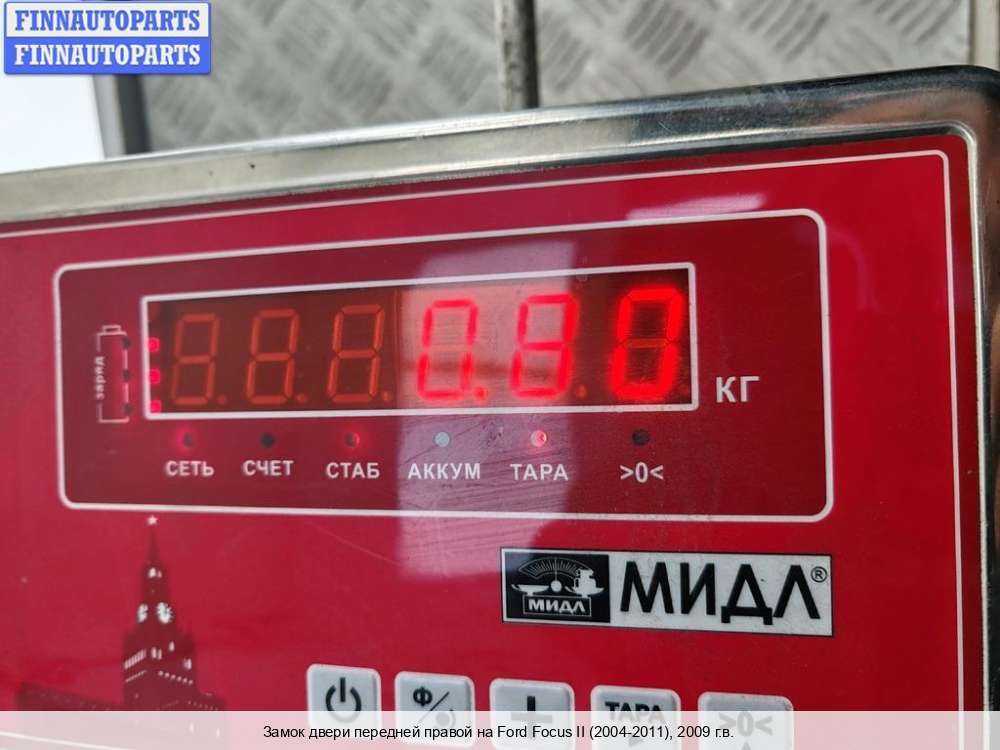 FINNAUTOPARTS
FINNAUTOPARTS
заряд
КГ
СЕТЬ СЧЕТ СТАБ АККУМ ТАРА >0<
МИДЛ МИДЛ®
Ф
ТАРА >0<
Замок двери передней правой на Ford Focus II (2004-2011), 2009 г.в.